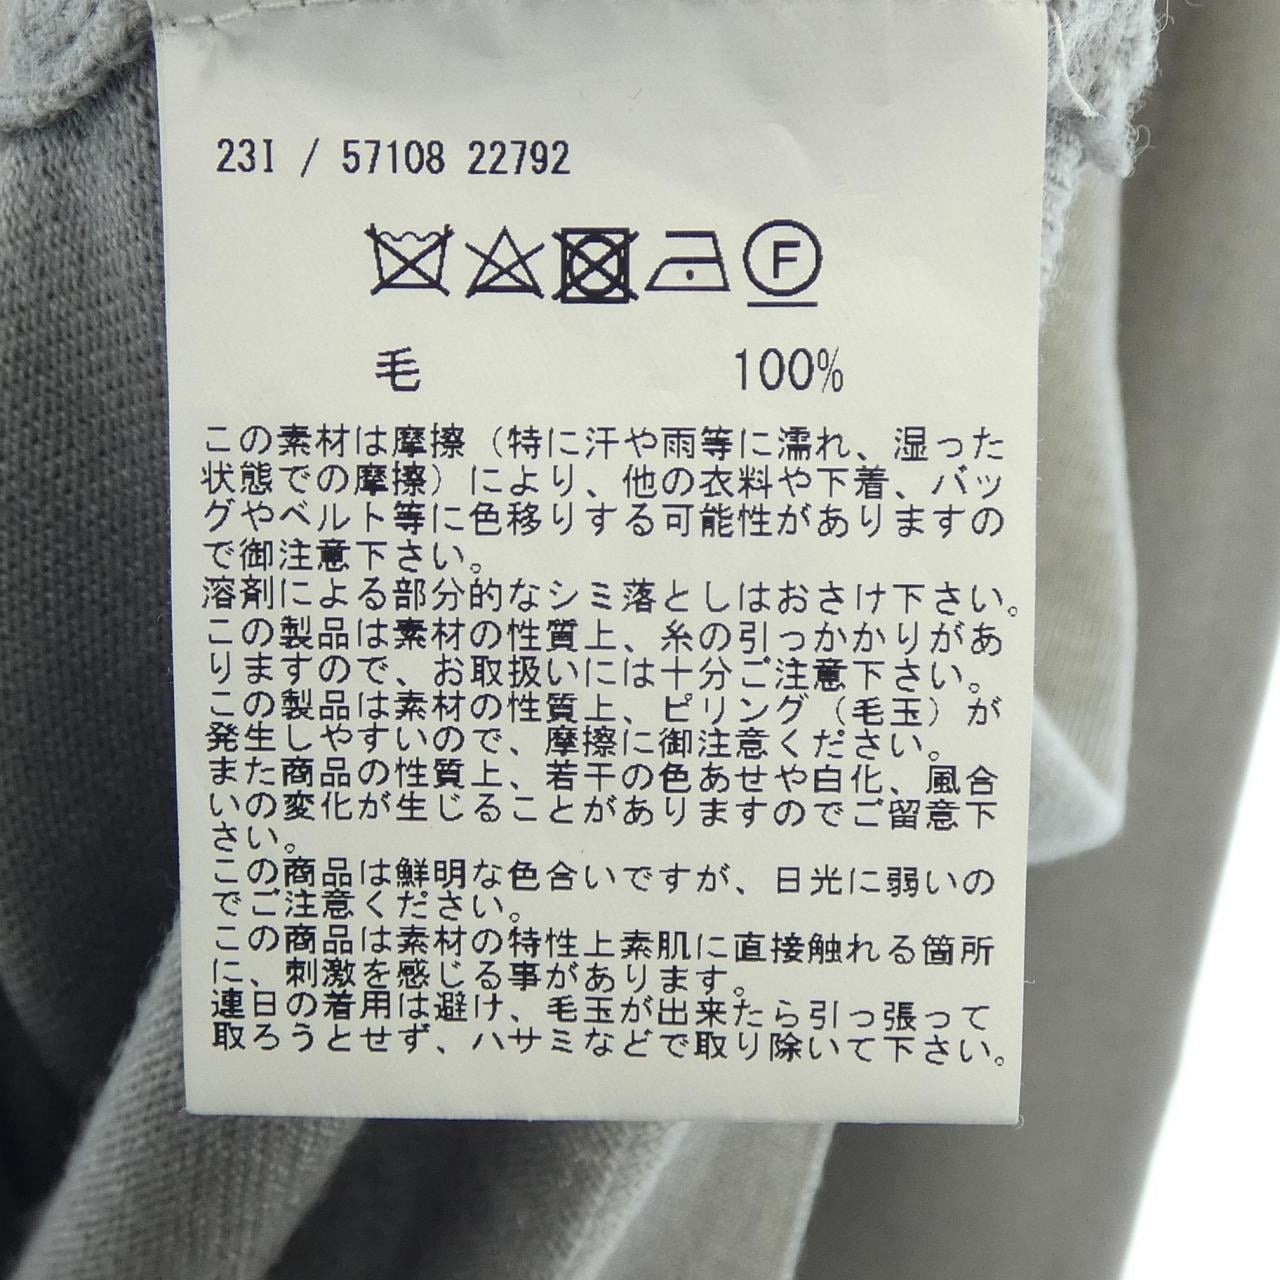 23I / 57108 22792
F
毛 100%
この素材は摩擦（特に汗や雨等に濡れ、湿った
状態での摩擦）により、他の衣料や下着、バッ
グやベルト等に色移りする可能性がありますの
で御注意下さい。
溶剤による部分的なシミ落としはおさけ下さい。
この製品は素材の性質上、糸の引っかかりがあ
りますので、お取扱いには十分ご注意下さい。
この製品は素材の性質上、ピリング（毛玉）が
発生しやすいので、摩擦に御注意ください。
また商品の性質上、若干の色あせや白化、風合
いの変化が生じることがありますのでご留意下
さい。
この商品は鮮明な色合いですが、日光に弱いの
でご注意ください。
この商品は素材の特性上素肌に直接触れる箇所
に、刺激を感じる事があります。
連日の着用は避け、毛玉が出来たら引っ張って
取ろうとせず、ハサミなどで取り除いて下さい。